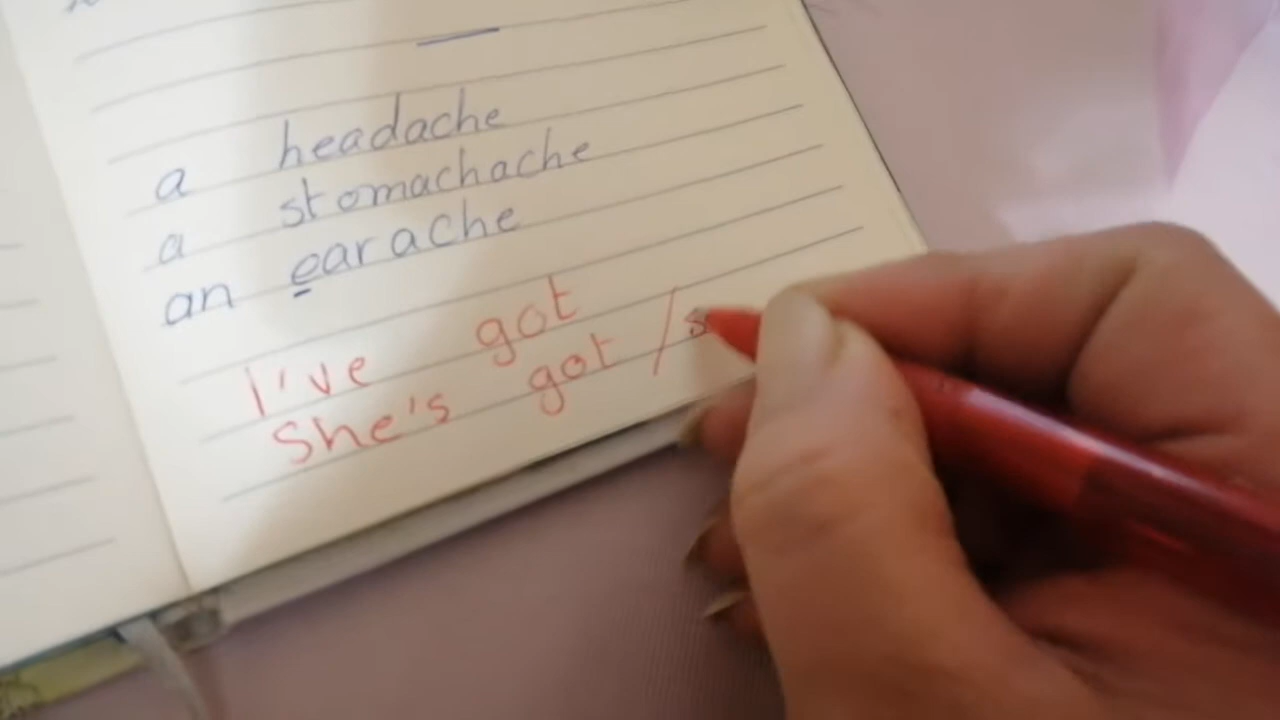 a headache
a stomachache
an earache
I've got
She's got / s